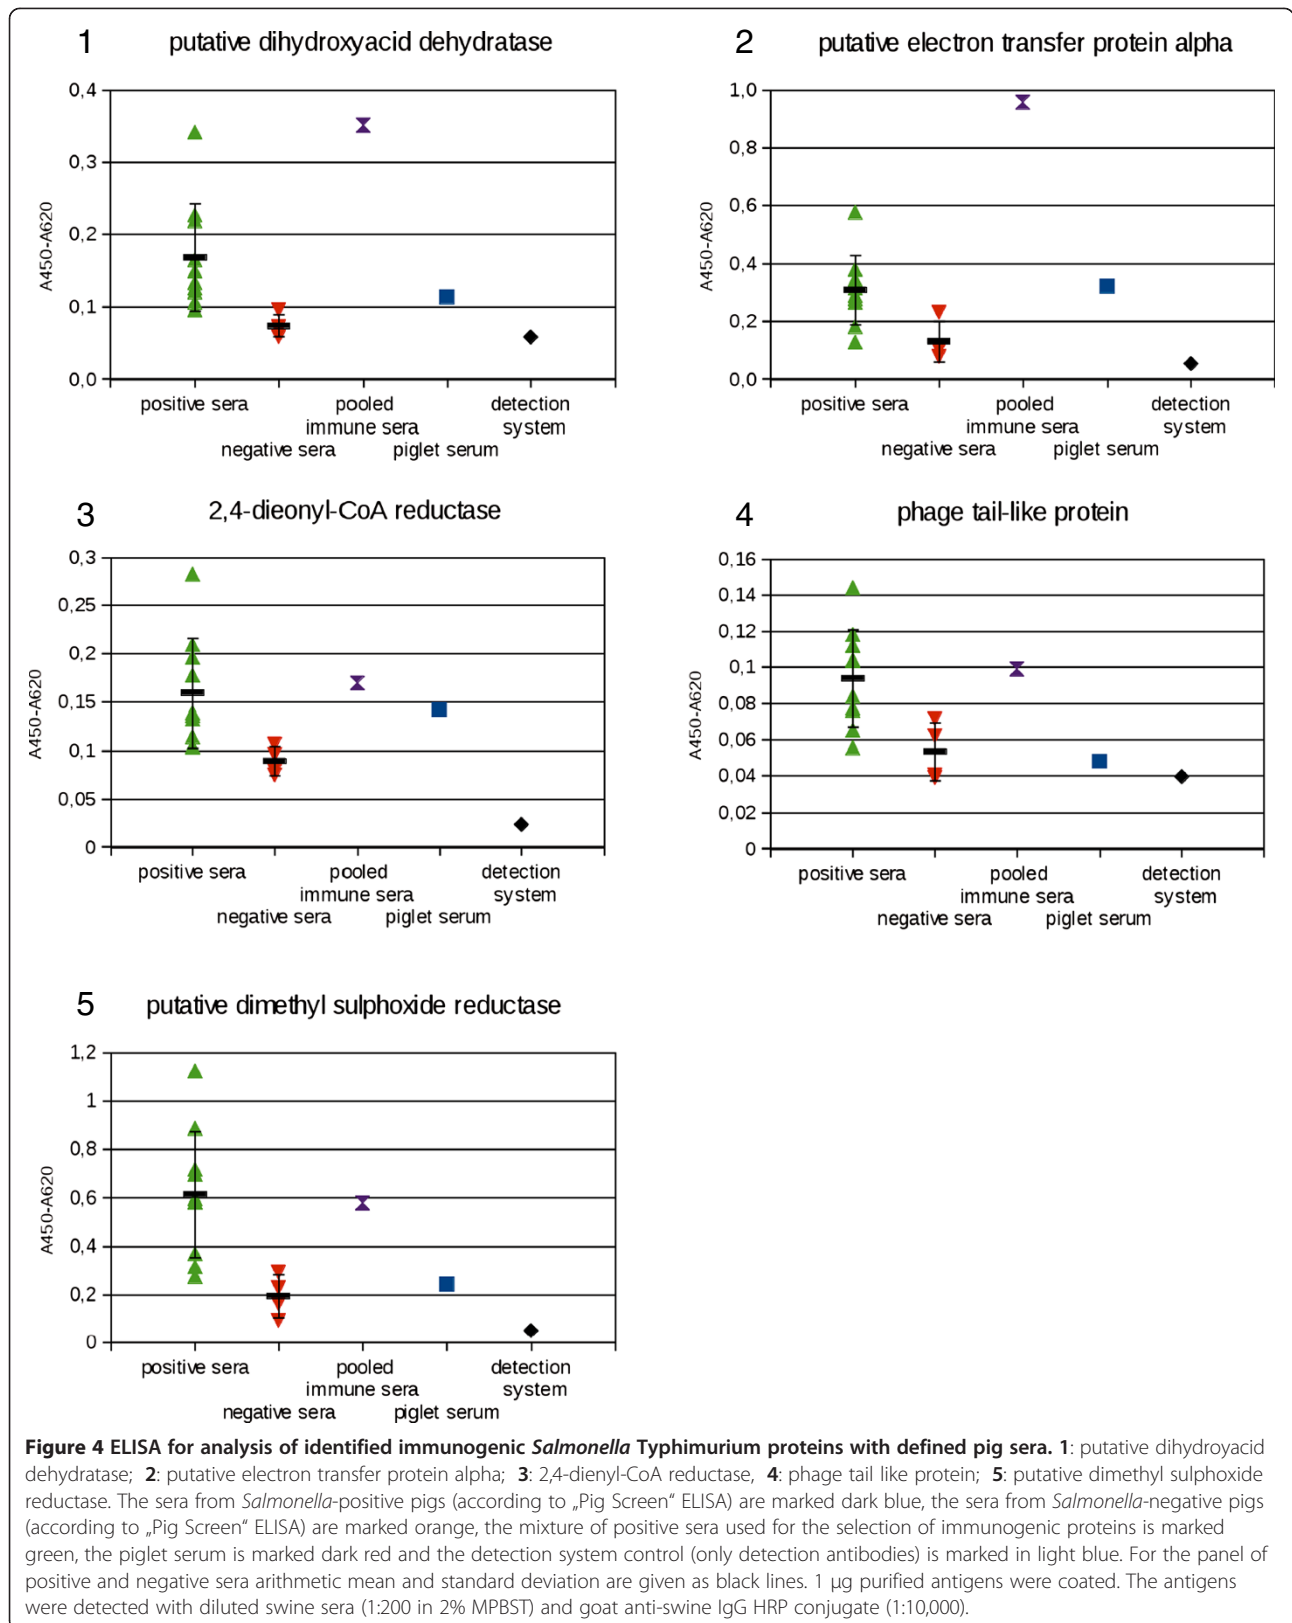 1 putative dihydroxyacid dehydratase
0,4
0,3
0,2
0,1
0,0
A450-A620
positive sera
negative sera
pooled
immune sera
piglet serum
detection
system
2 putative electron transfer protein alpha
1,0
0,8
0,6
0,4
0,2
0,0
A450-A620
positive sera
negative sera
pooled
immune sera
piglet serum
detection
system
3 2,4-dieonyl-CoA reductase
0,3
0,25
0,2
0,15
0,1
0,05
0
A450-A620
positive sera
negative sera
pooled
immune sera
piglet serum
detection
system
4 phage tail-like protein
0,16
0,14
0,12
0,1
0,08
0,06
0,04
0,02
0
A450-A620
positive sera
negative sera
pooled
immune sera
piglet serum
detection
system
5 putative dimethyl sulphoxide reductase
1,2
1
0,8
0,6
0,4
0,2
0
A450-A620
positive sera
negative sera
pooled
immune sera
piglet serum
detection
system
Figure 4 ELISA for analysis of identified immunogenic Salmonella Typhimurium proteins with defined pig sera. 1: putative dihydroyacid
dehydratase; 2: putative electron transfer protein alpha; 3: 2,4-dienyl-CoA reductase, 4: phage tail like protein; 5: putative dimethyl sulphoxide
reductase. The sera from Salmonella-positive pigs (according to „Pig Screen“ ELISA) are marked dark blue, the sera from Salmonella-negative pigs
(according to „Pig Screen“ ELISA) are marked orange, the mixture of positive sera used for the selection of immunogenic proteins is marked
green, the piglet serum is marked dark red and the detection system control (only detection antibodies) is marked in light blue. For the panel of
positive and negative sera arithmetic mean and standard deviation are given as black lines. 1 μg purified antigens were coated. The antigens
were detected with diluted swine sera (1:200 in 2% MPBST) and goat anti-swine IgG HRP conjugate (1:10,000).